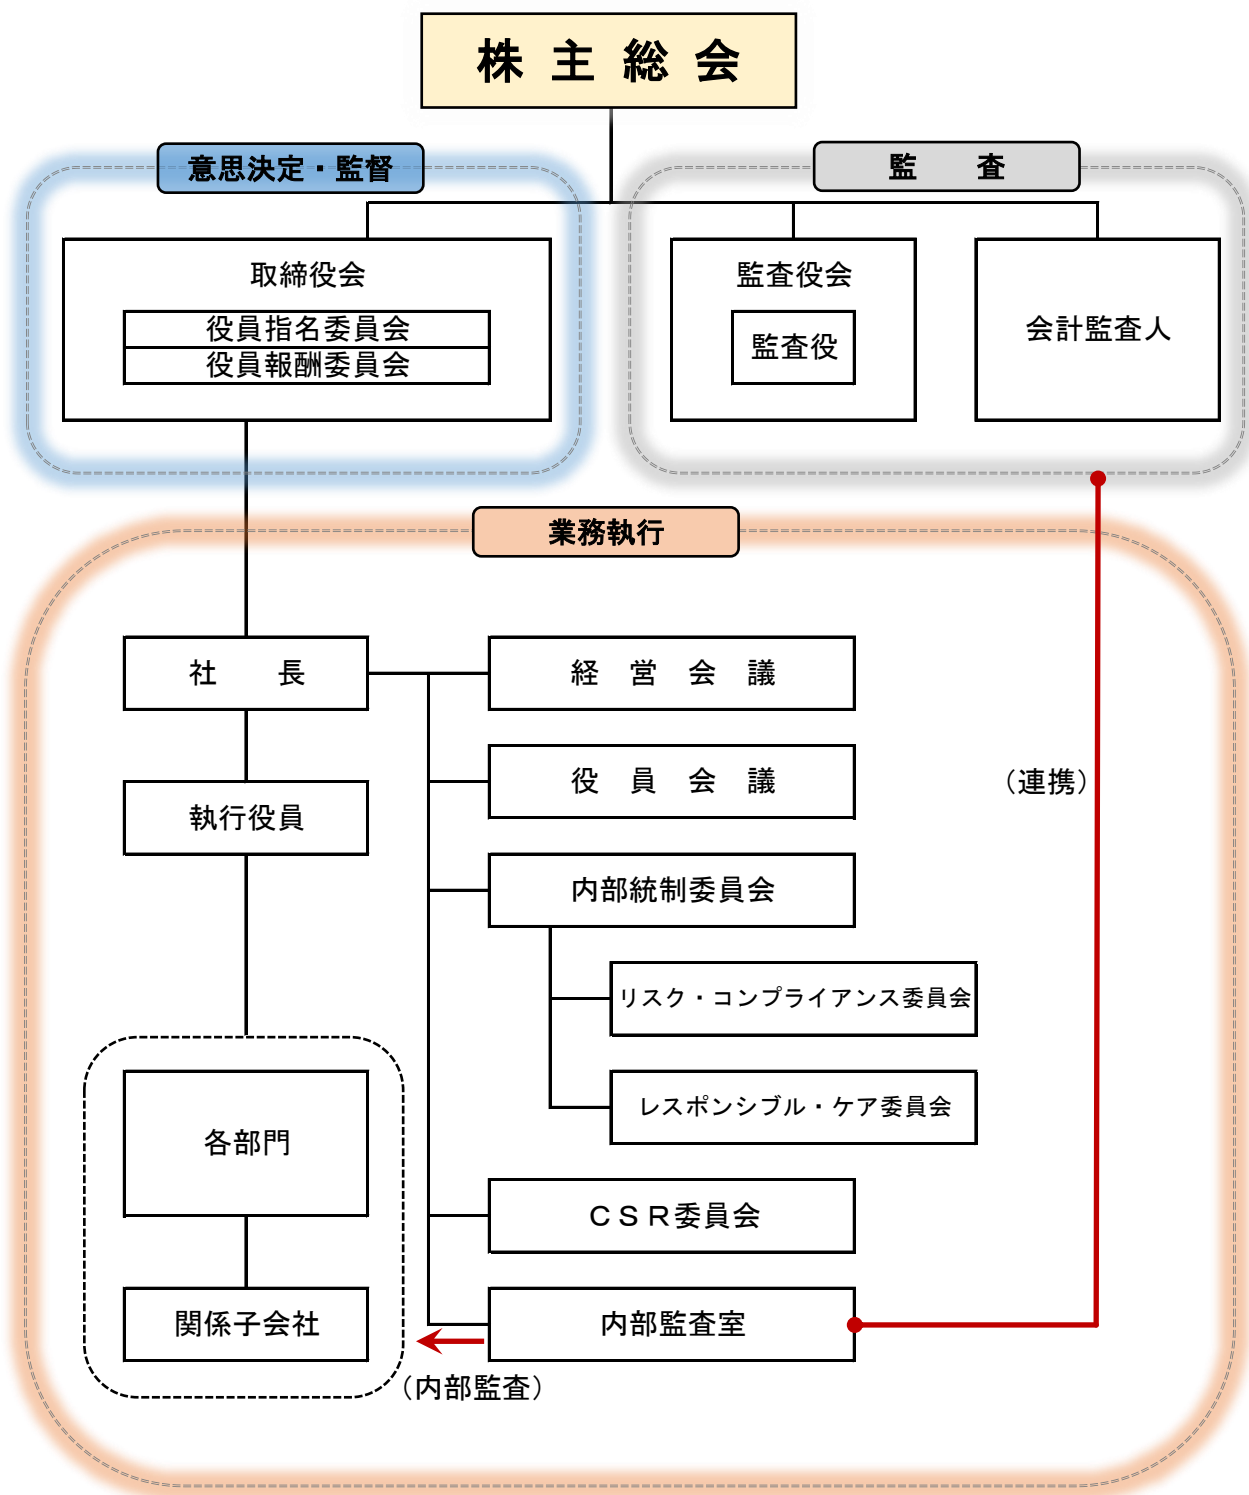 株主総会
意思決定・監督
監査
取締役会
役員指名委員会
役員報酬委員会
監査役会
監査役
会計監査人
業務執行
社長
経営会議
役員会議
（連携）
執行役員
内部統制委員会
リスク・コンプライアンス委員会
レスポンシブル・ケア委員会
各部門
ＣＳＲ委員会
関係子会社
内部監査室
（内部監査）